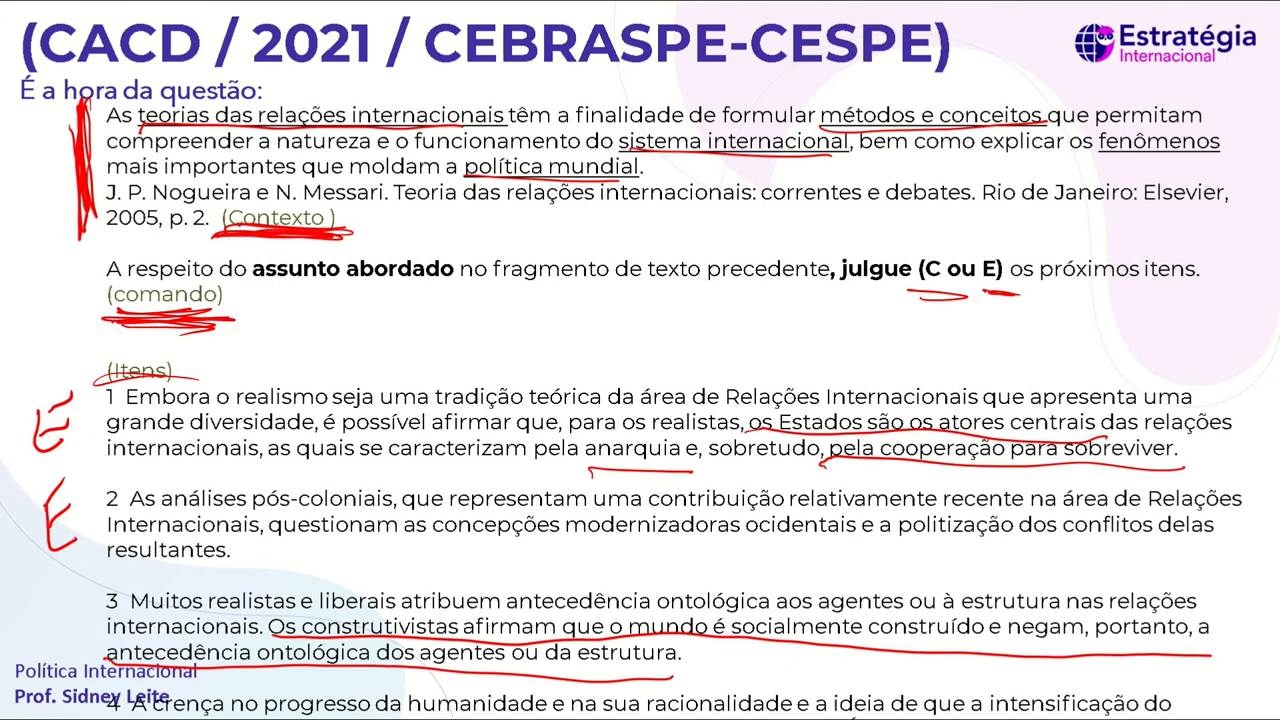 (CACD / 2021 / CEBRASPE-CESPE)
Estratégia
Internacional
É a hora da questão:
As teorias das relações internacionais têm a finalidade de formular métodos e conceitos que permitam
compreender a natureza e o funcionamento do sistema internacional, bem como explicar os fenômenos
mais importantes que moldam a política mundial.
J. P. Nogueira e N. Messari. Teoria das relações internacionais: correntes e debates. Rio de Janeiro: Elsevier,
2005, p. 2. (Contexto )
A respeito do assunto abordado no fragmento de texto precedente, julgue (C ou E) os próximos itens.
(comando)
(Itens)
1 Embora o realismo seja uma tradição teórica da área de Relações Internacionais que apresenta uma
grande diversidade, é possível afirmar que, para os realistas, os Estados são os atores centrais das relações
internacionais, as quais se caracterizam pela anarquia e, sobretudo, pela cooperação para sobreviver.
E
2 As análises pós-coloniais, que representam uma contribuição relativamente recente na área de Relações
Internacionais, questionam as concepções modernizadoras ocidentais e a politização dos conflitos delas
resultantes.
E
3 Muitos realistas e liberais atribuem antecedência ontológica aos agentes ou à estrutura nas relações
internacionais. Os construtivistas afirmam que o mundo é socialmente construído e negam, portanto, a
antecedência ontológica dos agentes ou da estrutura.
Política Internacional
Prof. Sidney Leite
4 A crença no progresso da humanidade e na sua racionalidade e a ideia de que a intensificação do